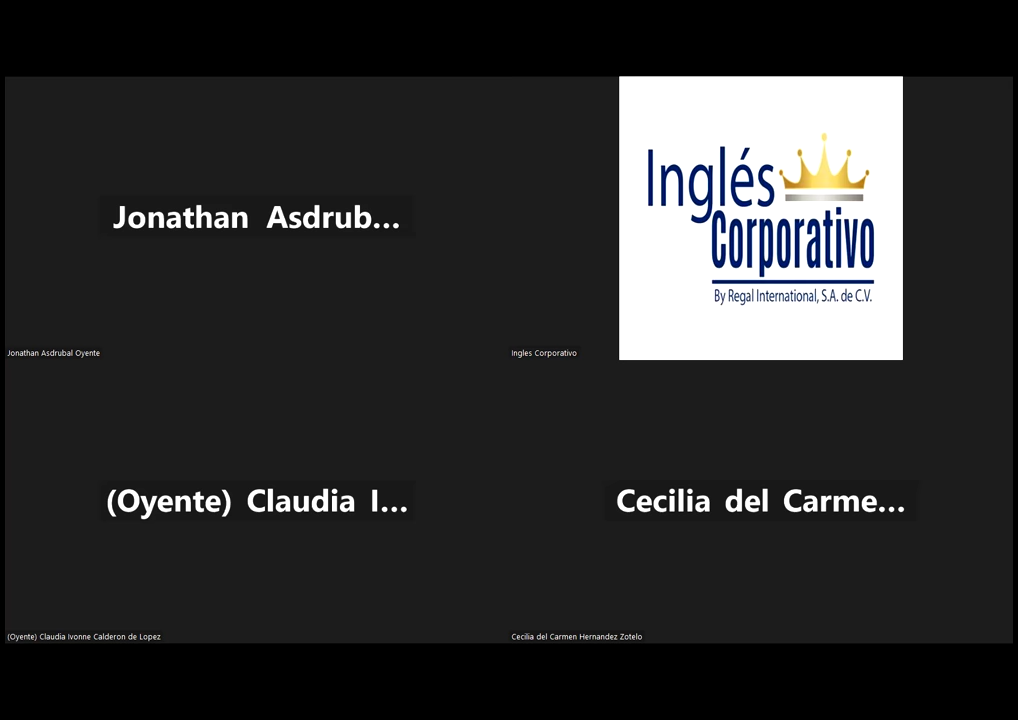 Jonathan Asdrub...
Jonathan Asdrubal Oyente
Inglés
Corporativo
By Regal International, S.A. de C.V.
Ingles Corporativo
(Oyente) Claudia I...
(Oyente) Claudia Ivonne Calderon de Lopez
Cecilia del Carme...
Cecilia del Carmen Hernandez Zotelo